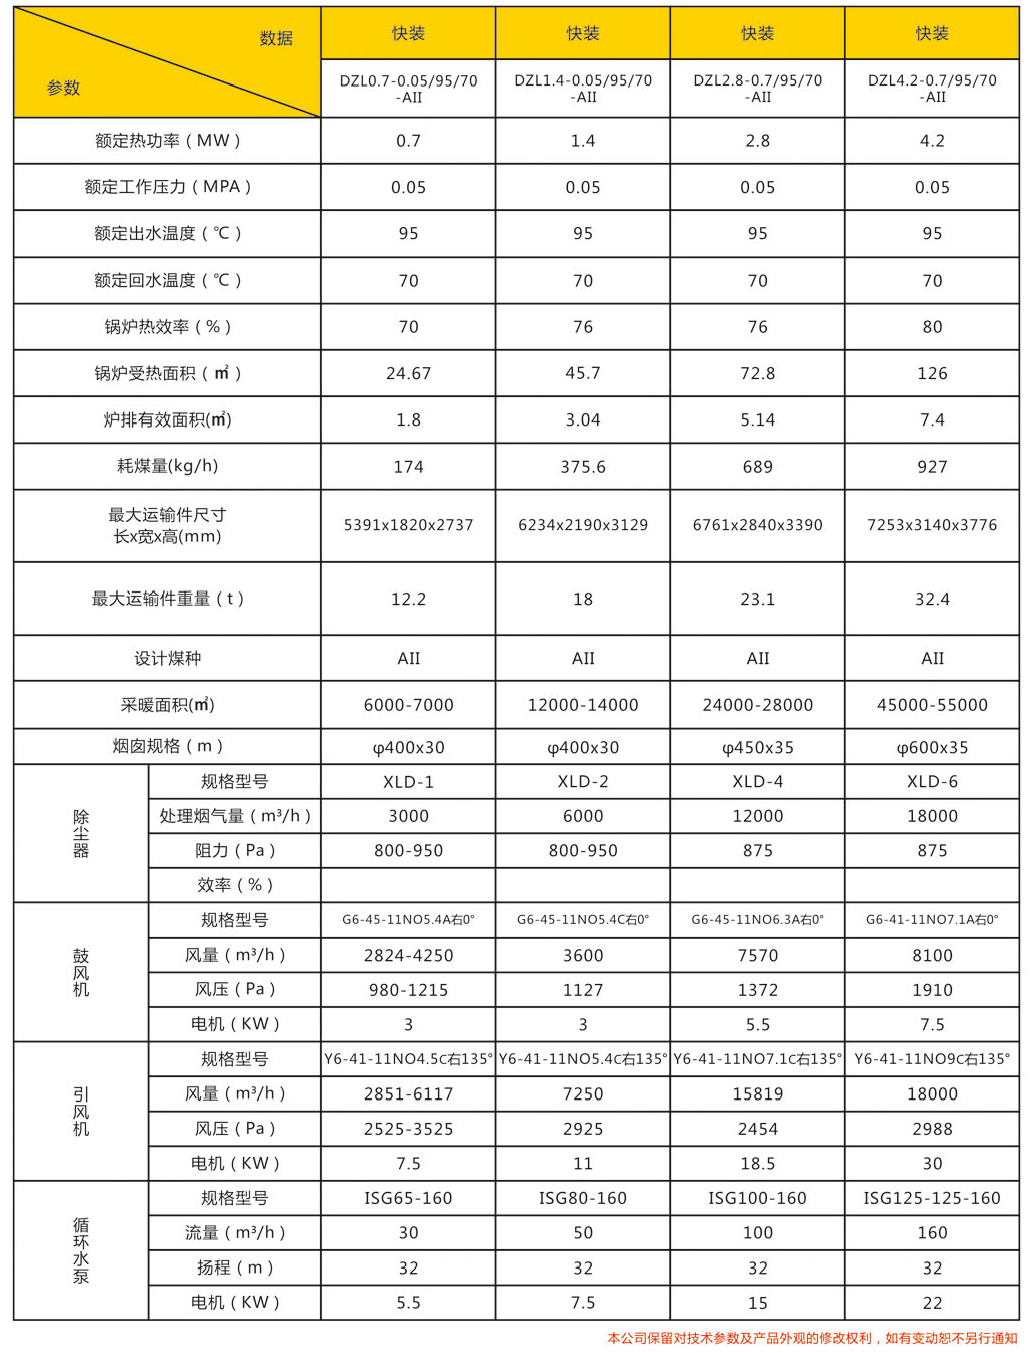 数据 快装 快装 快装 快装
参数
DZL0.7-0.05/95/70 DZL1.4-0.05/95/70 DZL2.8-0.7/95/70 DZL4.2-0.7/95/70
-AII -AII -AII -AII
额定热功率（MW） 0.7 1.4 2.8 4.2
额定工作压力（MPA） 0.05 0.05 0.05 0.05
额定出水温度（℃） 95 95 95 95
额定回水温度（℃） 70 70 70 70
锅炉热效率（%） 70 76 76 80
锅炉受热面积（㎡） 24.67 45.7 72.8 126
炉排有效面积(㎡) 1.8 3.04 5.14 7.4
耗煤量(kg/h) 174 375.6 689 927
最大运输件尺寸
长x宽x高(mm) 5391x1820x2737 6234x2190x3129 6761x2840x3390 7253x3140x3776
最大运输件重量（t） 12.2 18 23.1 32.4
设计煤种 AII AII AII AII
采暖面积(㎡) 6000-7000 12000-14000 24000-28000 45000-55000
烟囱规格（m） φ400x30 φ400x30 φ450x35 φ600x35
除尘器
规格型号 XLD-1 XLD-2 XLD-4 XLD-6
处理烟气量（m³/h） 3000 6000 12000 18000
阻力（Pa） 800-950 800-950 875 875
效率（%）
鼓风机
规格型号 G6-45-11NO5.4A右0° G6-45-11NO5.4C右0° G6-45-11NO6.3A右0° G6-41-11NO7.1A右0°
风量（m³/h） 2824-4250 3600 7570 8100
风压（Pa） 980-1215 1127 1372 1910
电机（KW） 3 3 5.5 7.5
引风机
规格型号 Y6-41-11NO4.5C右135° Y6-41-11NO5.4C右135° Y6-41-11NO7.1C右135° Y6-41-11NO9C右135°
风量（m³/h） 2851-6117 7250 15819 18000
风压（Pa） 2525-3525 2925 2454 2988
电机（KW） 7.5 11 18.5 30
循环水泵
规格型号 ISG65-160 ISG80-160 ISG100-160 ISG125-125-160
流量（m³/h） 30 50 100 160
扬程（m） 32 32 32 32
电机（KW） 5.5 7.5 15 22
本公司保留对技术参数及产品外观的修改权利，如有变动恕不另行通知